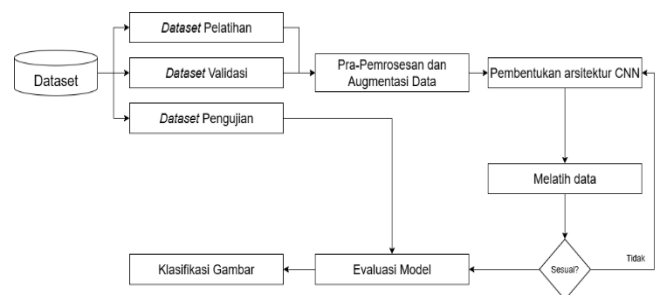 Dataset
Dataset Pelatihan
Dataset Validasi
Dataset Pengujian
Pra-Pemrosesan dan
Augmentasi Data
Pembentukan arsitektur CNN
Melatih data
Sesuai?
Tidak
Evaluasi Model
Klasifikasi Gambar